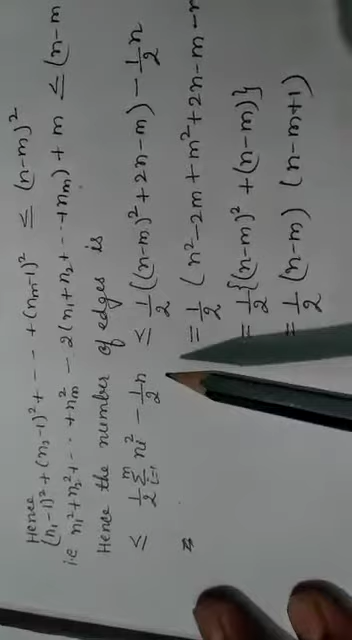 Hence
(n₁-1)² + (n₂-1)² + - - + (nₘ-1)² ≤ (n-m)²
i.e n₁²+n₂²+ - - +nₘ² - 2(n₁+n₂+ - - +nₘ) + m ≤ (n-m
Hence the number of edges is
≤ 1/2 Σᵢ₌₁ᵐ nᵢ² - 1/2 n ≤ 1/2 ((n-m)² + 2n-m) - 1/2 n
= 1/2 (n² - 2m + m² + 2n - m - n
= 1/2 {(n-m)² + (n-m)}
= 1/2 (n-m) (n-m+1)